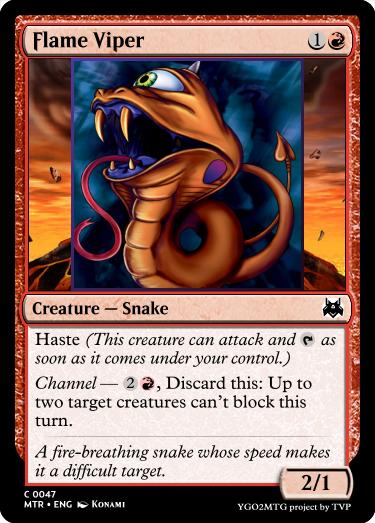 Flame Viper 1
Creature — Snake
Haste (This creature can attack and as
soon as it comes under your control.)
Channel — 2 , Discard this: Up to
two target creatures can't block this
turn.
A fire-breathing snake whose speed makes
it a difficult target.
2/1
C 0047
MTR • ENG KONAMI
YGO2MTG project by TVP